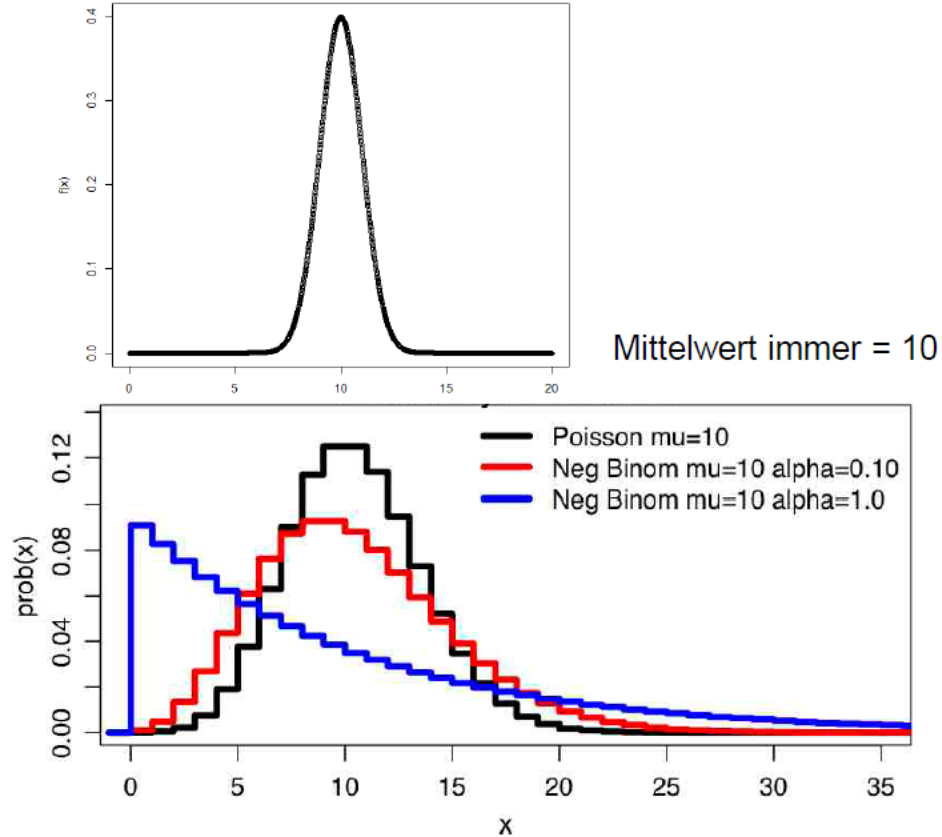 0.4
0.3
0.2
0.1
0.0
f(x)
0 5 10 15 20
Mittelwert immer = 10
Poisson mu=10
Neg Binom mu=10 alpha=0.10
Neg Binom mu=10 alpha=1.0
0.12
0.08
0.04
0.00
prob(x)
0 5 10 15 20 25 30 35
x